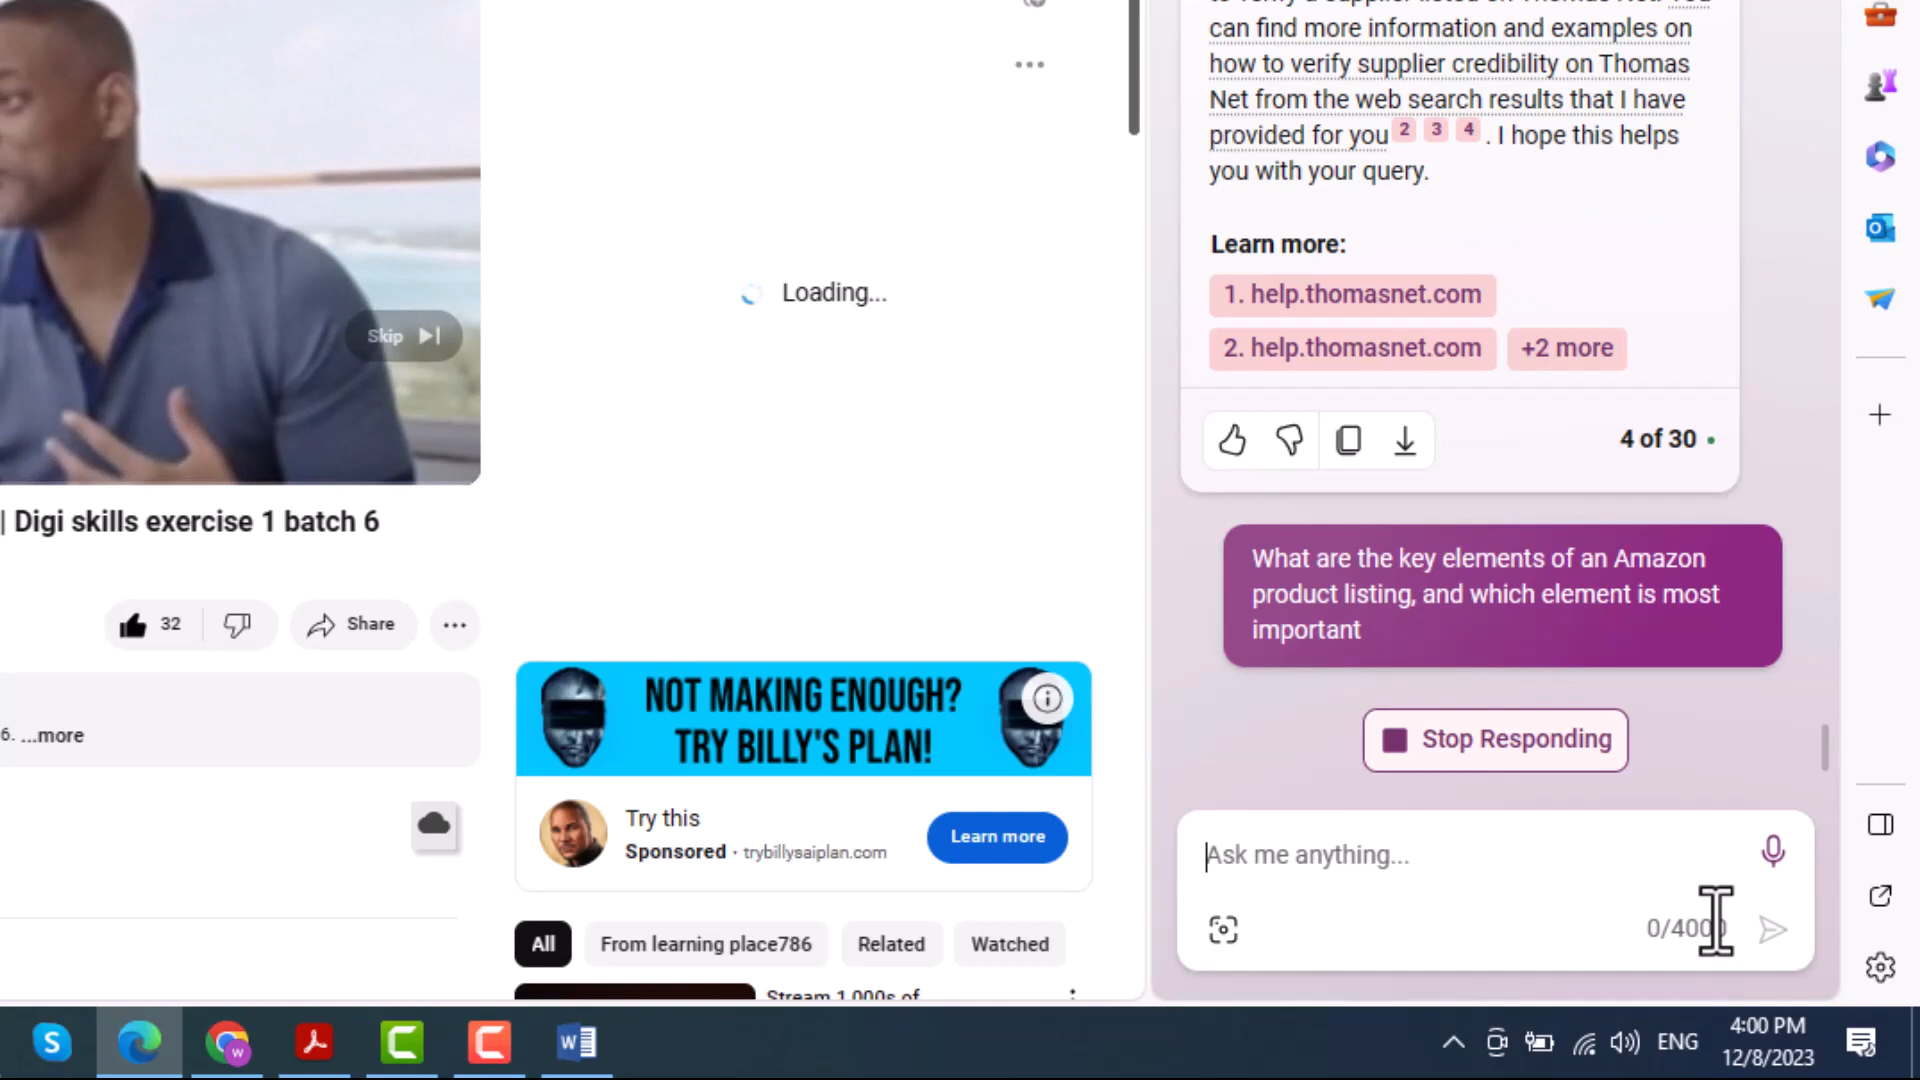 can find more information and examples on
how to verify supplier credibility on Thomas
Net from the web search results that I have
provided for you 2 3 4 . I hope this helps
you with your query.
Learn more:
1. help.thomasnet.com
2. help.thomasnet.com +2 more
4 of 30
What are the key elements of an Amazon
product listing, and which element is most
important
Stop Responding
Ask me anything...
0/4000
Loading...
Skip
| Digi skills exercise 1 batch 6
32
Share
6. ...more
NOT MAKING ENOUGH?
TRY BILLY'S PLAN!
Try this
Sponsored · trybillysaiplan.com
Learn more
All
From learning place786
Related
Watched
Stream 1,000s of
ENG
4:00 PM
12/8/2023